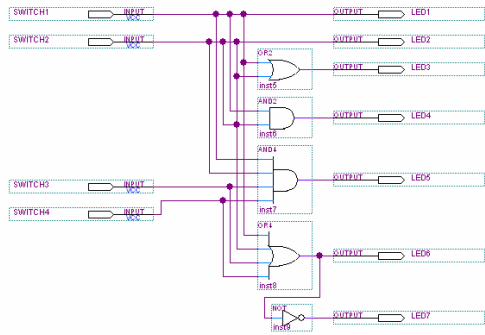 SWITCH1 INPUT VCC OUTPUT LED1
SWITCH2 INPUT VCC OUTPUT LED2
OR2
OUTPUT LED3
inst5
AND2
OUTPUT LED4
inst6
AND4
OUTPUT LED5
SWITCH3 INPUT VCC
SWITCH4 INPUT VCC
inst7
OR4
OUTPUT LED6
inst8
NOT
OUTPUT LED7
inst9